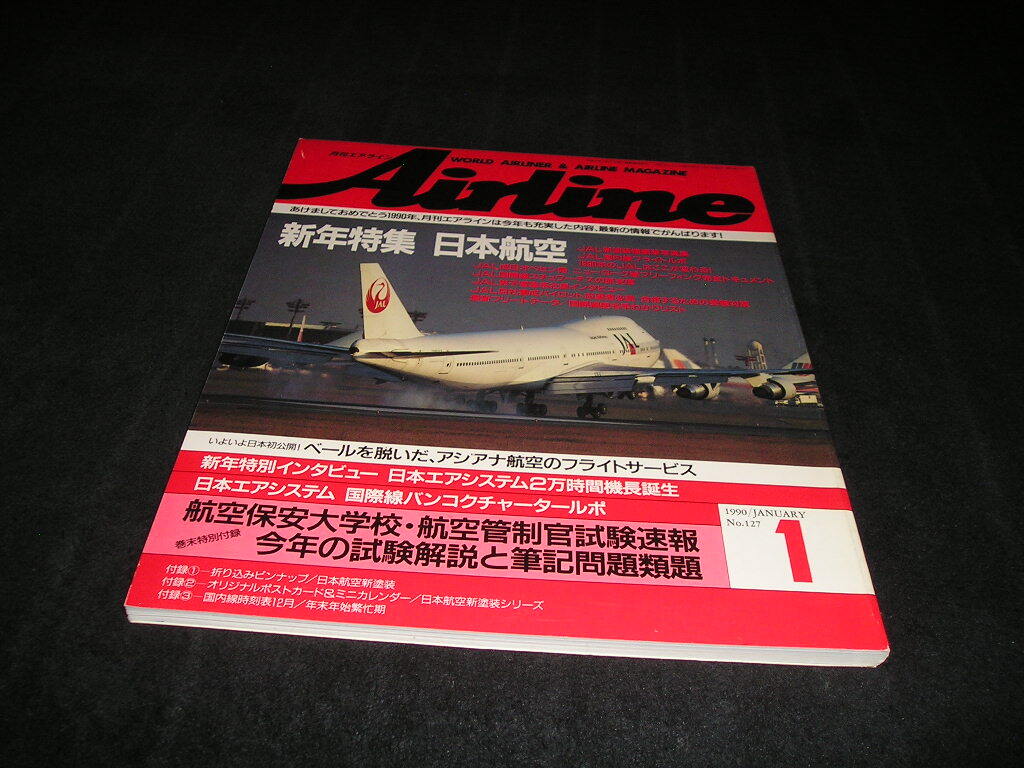 月刊エアライン
WORLD AIRLINER & AIRLINE MAGAZINE
Airline
あけましておめでとう1990年、月刊エアラインは今年も充実した内容、最新の情報でがんばります!
新年特集 日本航空
JAL
JAL
いよいよ日本初公開! ベールを脱いだ、アシアナ航空のフライトサービス
新年特別インタビュー 日本エアシステム2万時間機長誕生
日本エアシステム 国際線バンコクチャータールポ
1990/JANUARY
No.127
1
巻末特別付録
航空保安大学校・航空管制官試験速報
今年の試験解説と筆記問題類題
付録①─折り込みピンナップ/日本航空新塗装
付録②─オリジナルポストカード&ミニカレンダー/日本航空新塗装シリーズ
付録③─国内線時刻表12月/年末年始繁忙期